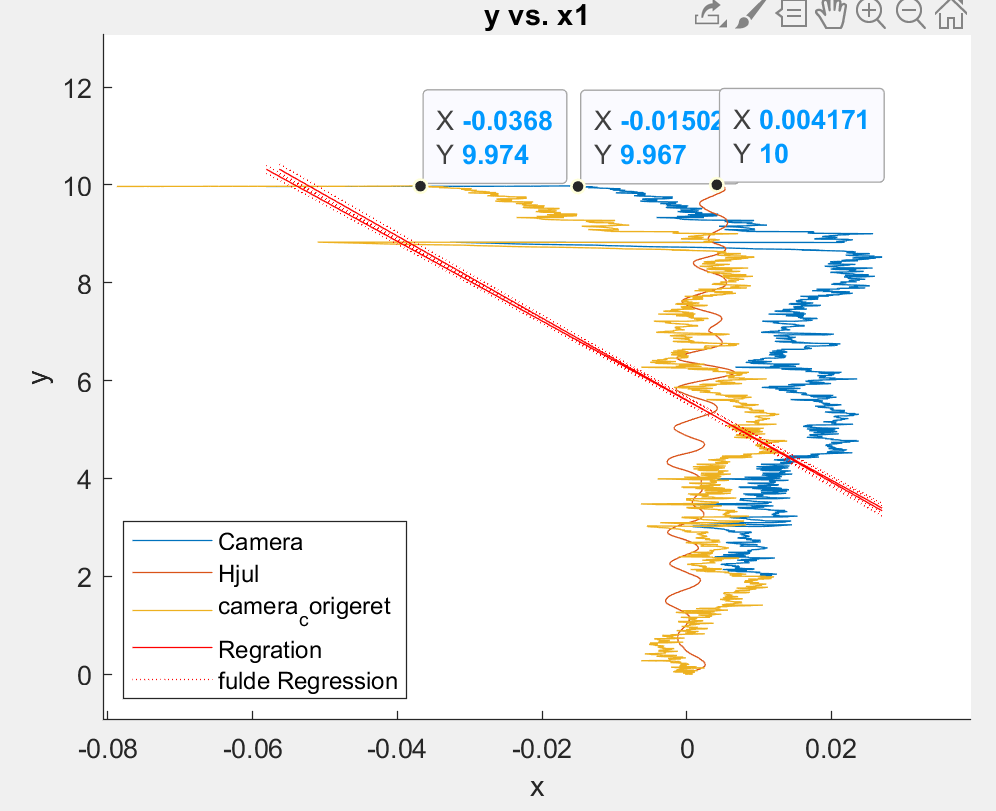 y vs. x1
X -0.0368
Y 9.974
X -0.01502
Y 9.967
X 0.004171
Y 10
12
10
8
6
4
2
0
y
Camera
Hjul
camera_corigeret
Regration
fulde Regression
-0.08 -0.06 -0.04 -0.02 0 0.02
x